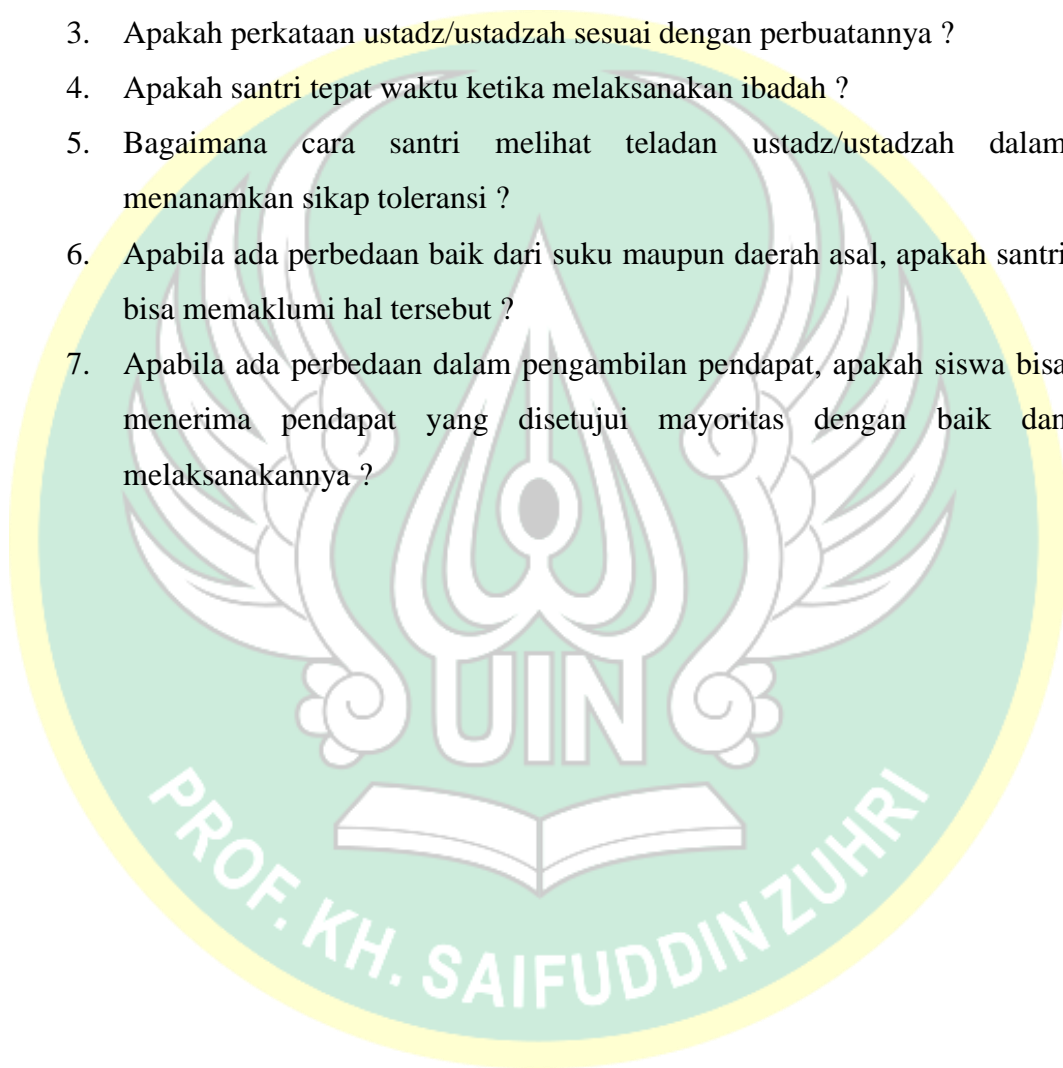 3. Apakah perkataan ustadz/ustadzah sesuai dengan perbuatannya ?
4. Apakah santri tepat waktu ketika melaksanakan ibadah ?
5. Bagaimana cara santri melihat teladan ustadz/ustadzah dalam
menanamkan sikap toleransi ?
6. Apabila ada perbedaan baik dari suku maupun daerah asal, apakah santri
bisa memaklumi hal tersebut ?
7. Apabila ada perbedaan dalam pengambilan pendapat, apakah siswa bisa
menerima pendapat yang disetujui mayoritas dengan baik dan
melaksanakannya ?
UIN
PROF. KH. SAIFUDDIN ZUHRI